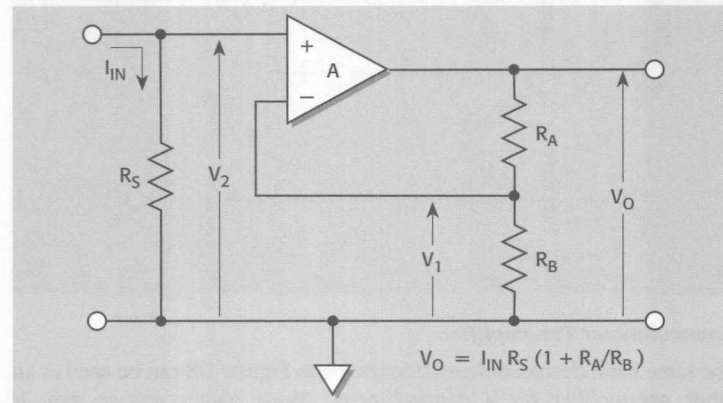 +
A
−
I_IN
R_S
V_2
R_A
V_O
V_1
R_B
V_O = I_IN R_S (1 + R_A/R_B)